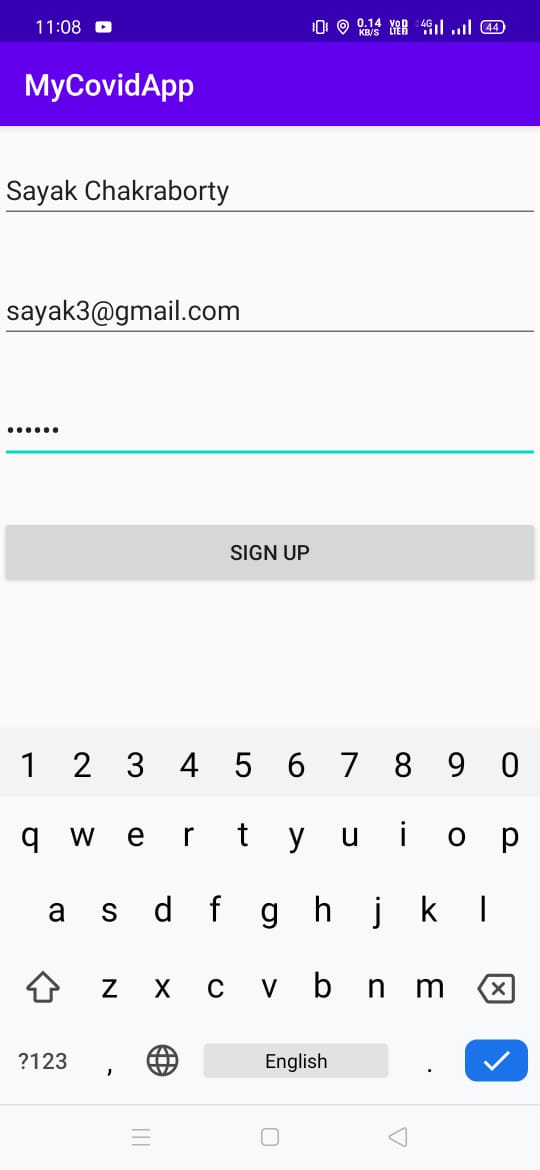 11:08 0.14 KB/S VoD LTE 4G 44
MyCovidApp
Sayak Chakraborty
sayak3@gmail.com
••••••
SIGN UP
1 2 3 4 5 6 7 8 9 0
q w e r t y u i o p
a s d f g h j k l
z x c v b n m
?123 , English .